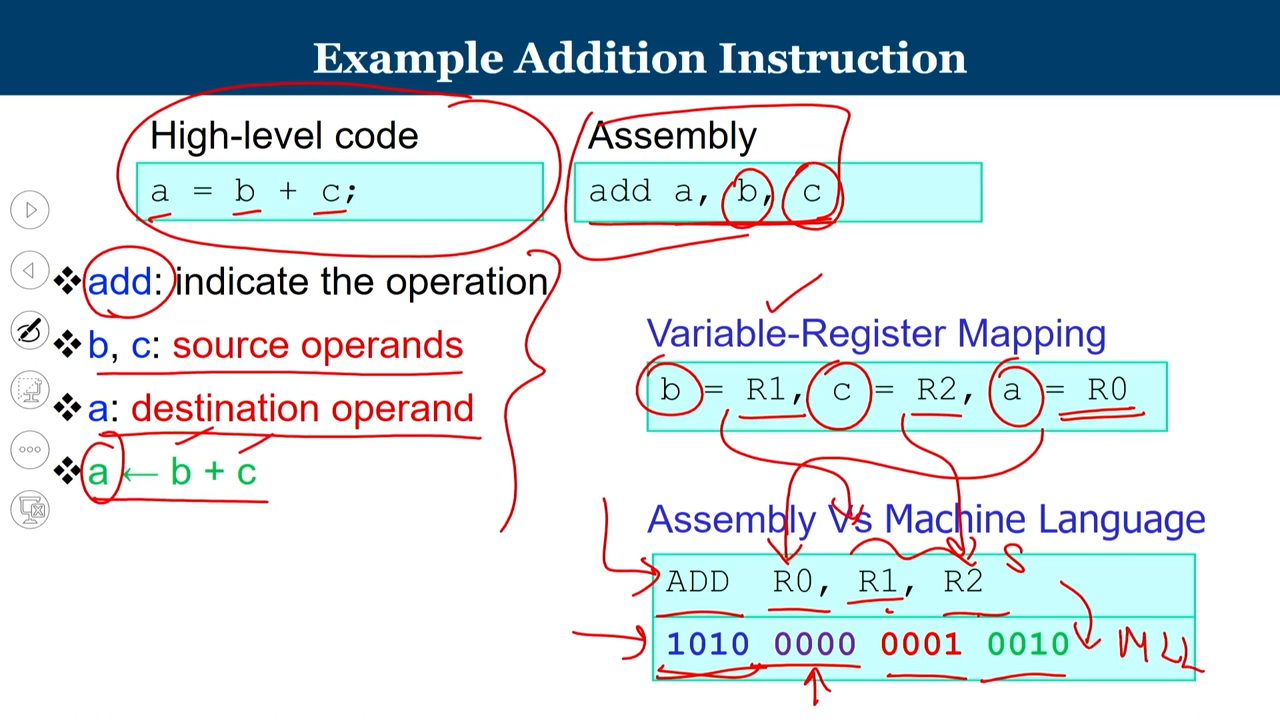 Example Addition Instruction
High-level code
a = b + c;
Assembly
add a, b, c
❖ add: indicate the operation
❖ b, c: source operands
❖ a: destination operand
❖ a ← b + c
Variable-Register Mapping
b = R1, c = R2, a = R0
Assembly Vs Machine Language
ADD R0, R1, R2 S
1010 0000 0001 0010 MLL